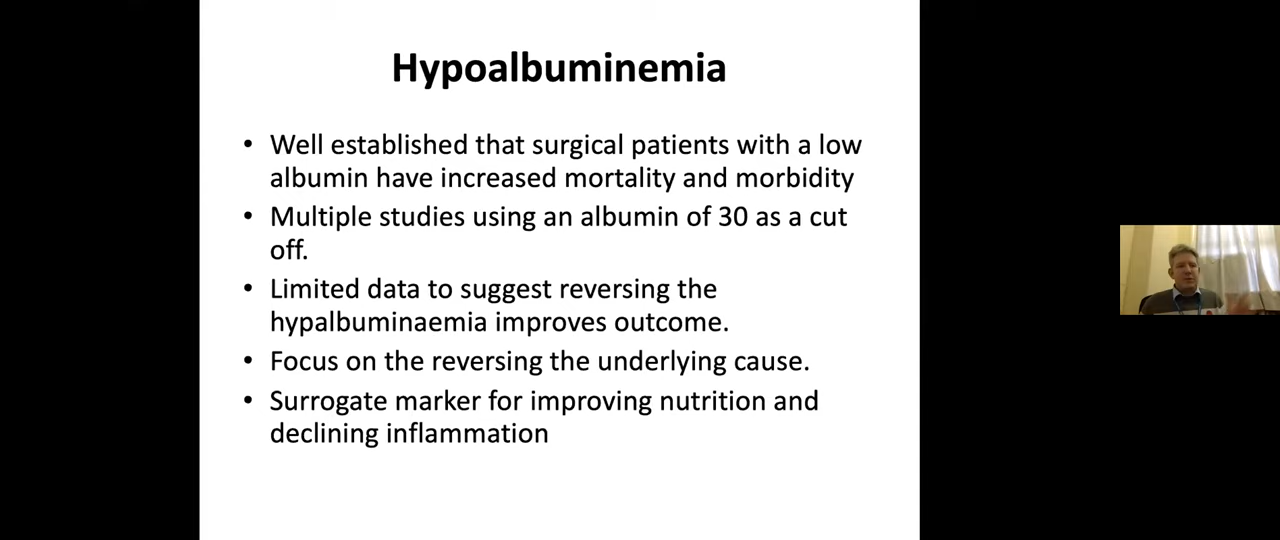 Hypoalbuminemia
• Well established that surgical patients with a low
albumin have increased mortality and morbidity
• Multiple studies using an albumin of 30 as a cut
off.
• Limited data to suggest reversing the
hypalbuminaemia improves outcome.
• Focus on the reversing the underlying cause.
• Surrogate marker for improving nutrition and
declining inflammation